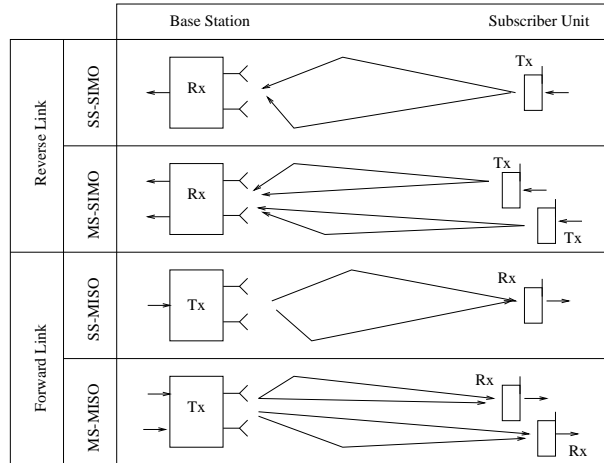 Base Station
Subscriber Unit
Reverse Link
SS-SIMO
Rx
Tx
MS-SIMO
Rx
Tx
Tx
Forward Link
SS-MISO
Tx
Rx
MS-MISO
Tx
Rx
Rx